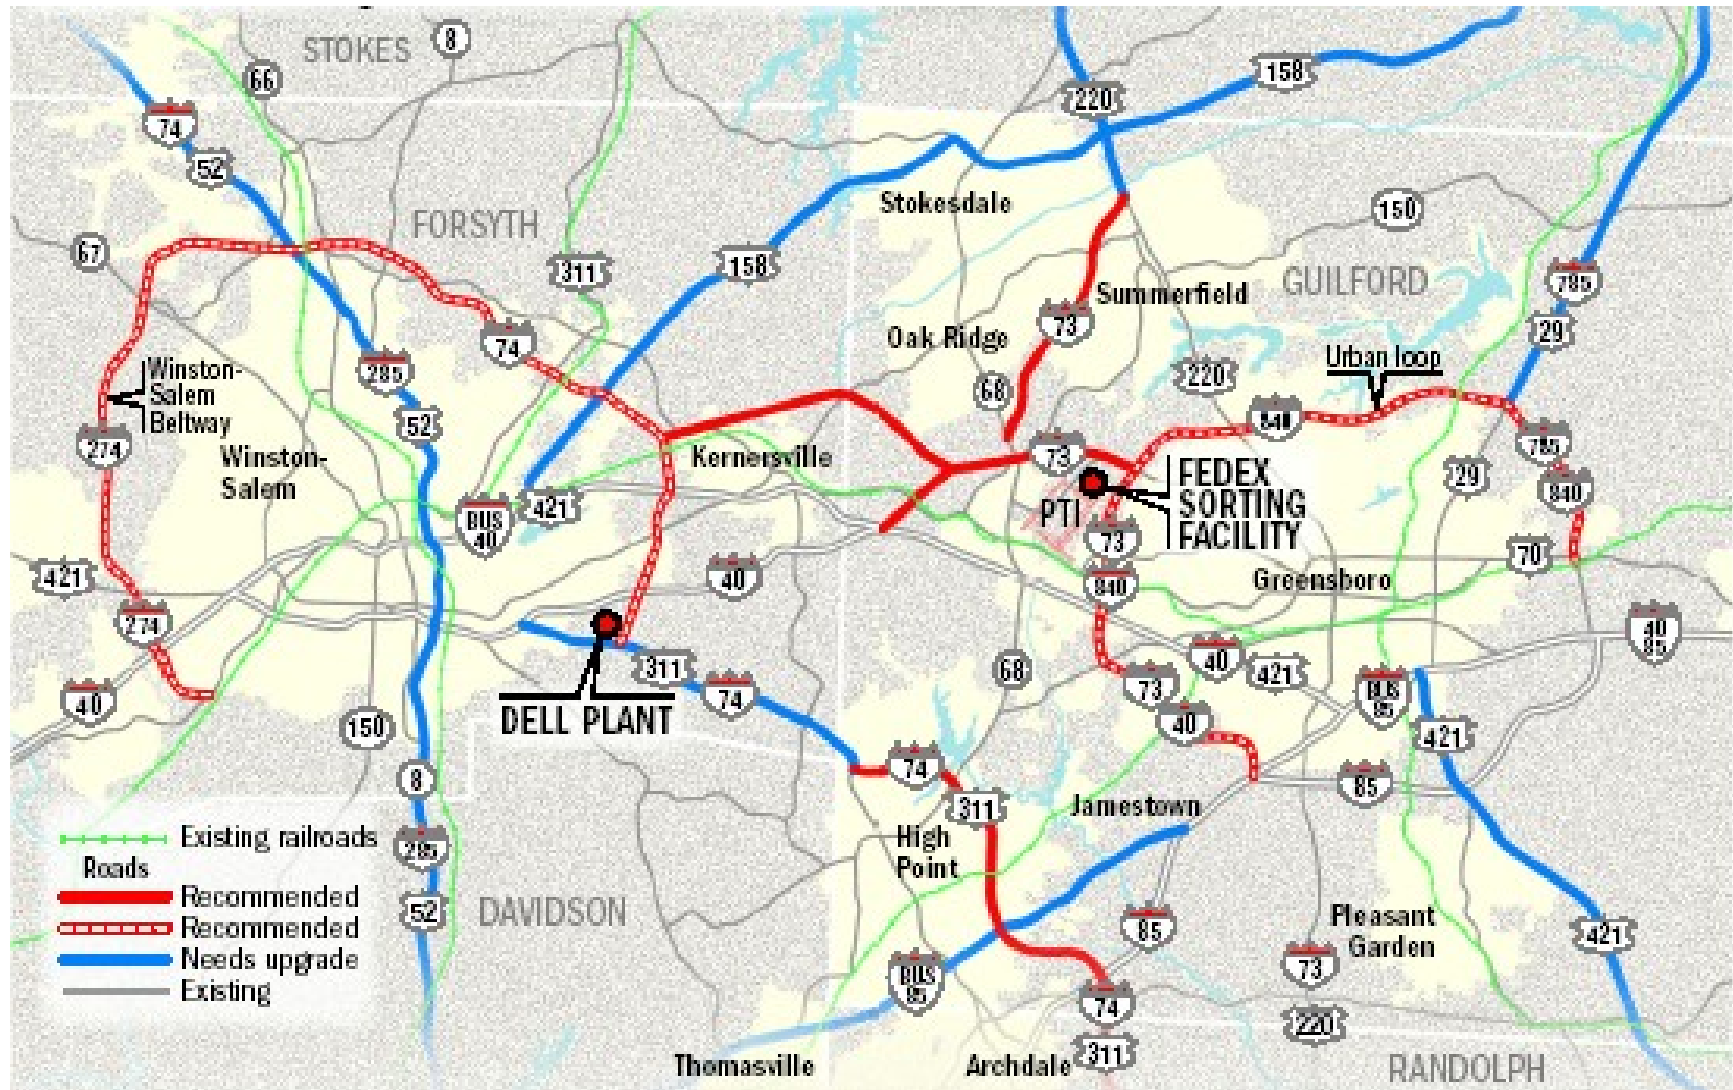 STOKES
8
66
158
220
74
52
Stokesdale
150
FORSYTH
67
311
158
GUILFORD
785
Summerfield
73
Oak Ridge
29
Urban loop
74
285
Winston-
Salem
Beltway
220
68
840
52
274
Winston-
Salem
Kernersville
73
785
29
FEDEX
SORTING
FACILITY
840
421
BUS
40
PTI
73
70
421
40
840
Greensboro
274
40
85
40
421
311
68
73
74
BUS
85
40
DELL PLANT
150
40
421
74
8
85
311
Jamestown
Existing railroads
285
High
Point
Roads
Recommended
Recommended
Needs upgrade
Existing
52
DAVIDSON
85
Pleasant
Garden
421
73
BUS
85
74
220
311
Thomasville
Archdale
RANDOLPH